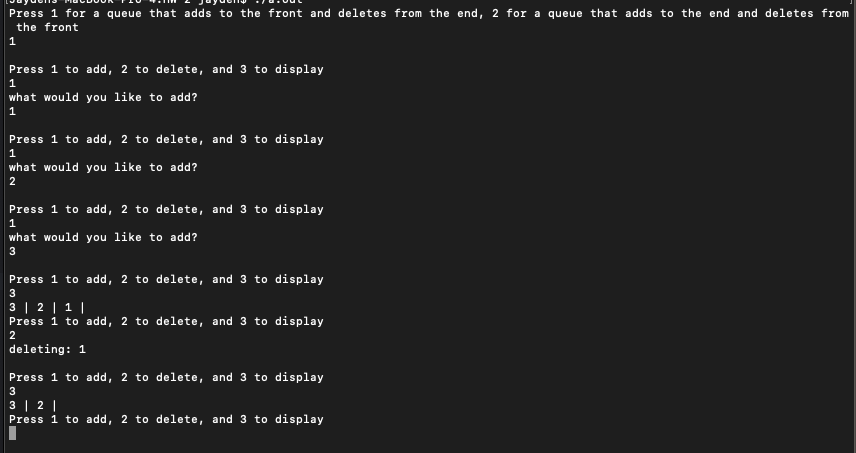 Press 1 for a queue that adds to the front and deletes from the end, 2 for a queue that adds to the end and deletes from
the front
1
Press 1 to add, 2 to delete, and 3 to display
1
what would you like to add?
1
Press 1 to add, 2 to delete, and 3 to display
1
what would you like to add?
2
Press 1 to add, 2 to delete, and 3 to display
1
what would you like to add?
3
Press 1 to add, 2 to delete, and 3 to display
3
3 | 2 | 1 |
Press 1 to add, 2 to delete, and 3 to display
2
deleting: 1
Press 1 to add, 2 to delete, and 3 to display
3
3 | 2 |
Press 1 to add, 2 to delete, and 3 to display